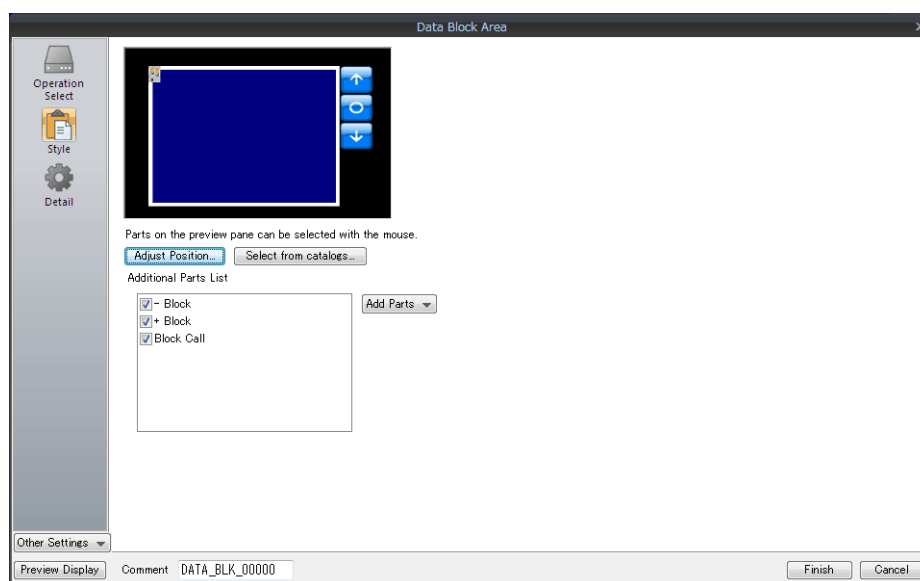 Data Block Area
Operation
Select
Style
Detail
Parts on the preview pane can be selected with the mouse.
Adjust Position...
Select from catalogs...
Additional Parts List
- Block
+ Block
Block Call
Add Parts
Other Settings
Preview Display
Comment
DATA_BLK_00000
Finish
Cancel